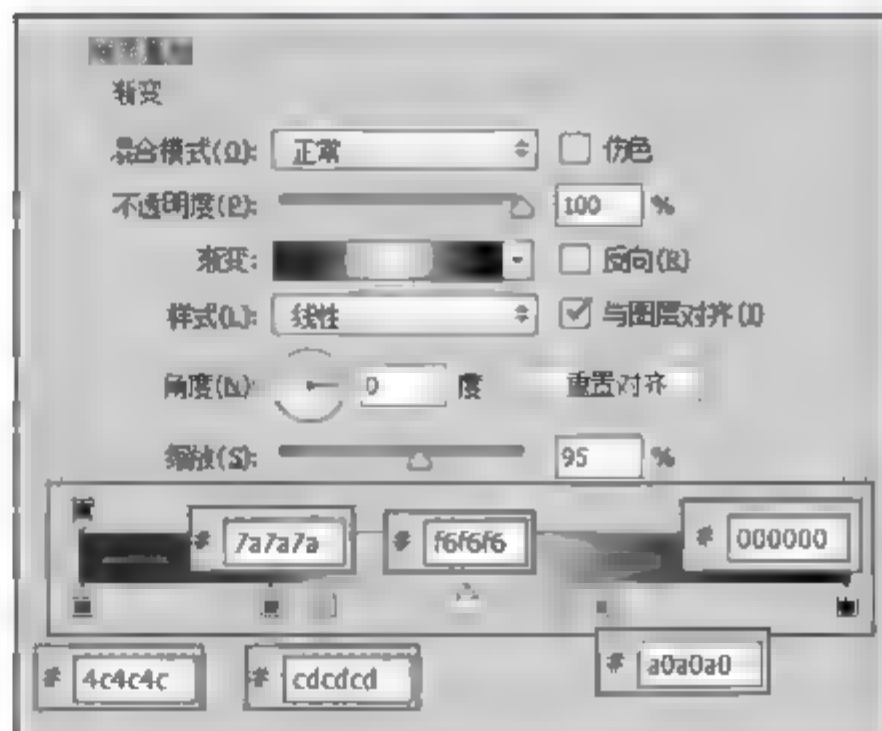 渐变
混合模式(O): 正常 仿色
不透明度(P): 100 %
渐变: 反向(R)
样式(L): 线性 与图层对齐(I)
角度(N): 0 度 重置对齐
缩放(S): 95 %
# 7a7a7a # f6f6f6 # 000000
# 4c4c4c # cdcdcd # a0a0a0